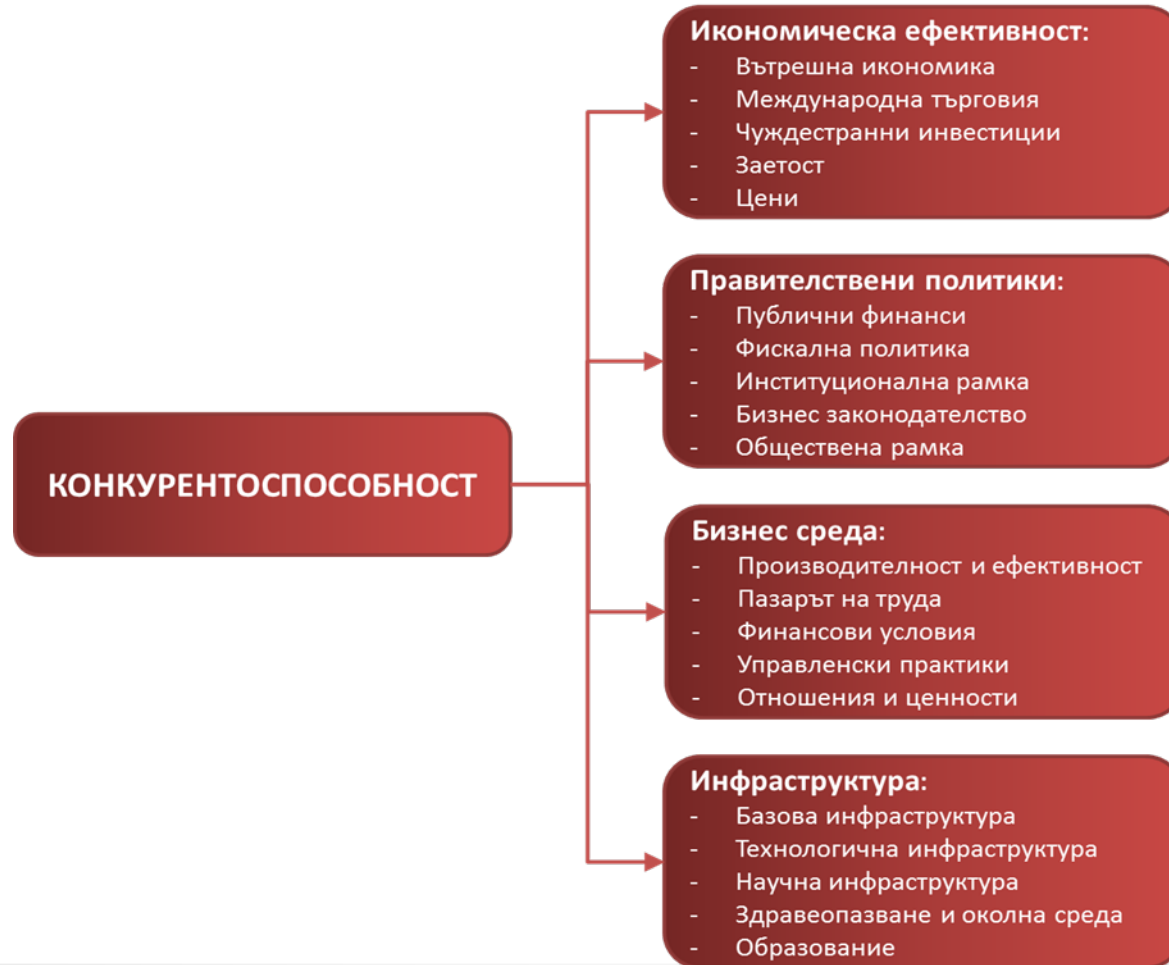 Икономическа ефективност:
- Вътрешна икономика
- Международна търговия
- Чуждестранни инвестиции
- Заетост
- Цени
Правителствени политики:
- Публични финанси
- Фискална политика
- Институционална рамка
- Бизнес законодателство
- Обществена рамка
КОНКУРЕНТОСПОСОБНОСТ
Бизнес среда:
- Производителност и ефективност
- Пазарът на труда
- Финансови условия
- Управленски практики
- Отношения и ценности
Инфраструктура:
- Базова инфраструктура
- Технологична инфраструктура
- Научна инфраструктура
- Здравеопазване и околна среда
- Образование